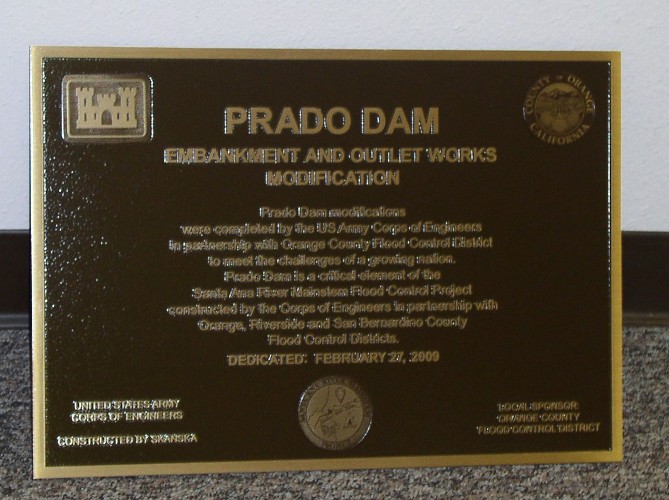 PRADO DAM
EMBANKMENT AND OUTLET WORKS
MODIFICATION
Prado Dam modifications
were completed by the US Army Corps of Engineers
in partnership with Orange County Flood Control District
to meet the challenges of a growing nation.
Prado Dam is a critical element of the
Santa Ana River Mainstem Flood Control Project
constructed by the Corps of Engineers in partnership with
Orange, Riverside and San Bernardino County
Flood Control Districts.
DEDICATED: FEBRUARY 27, 2009
COUNTY OF ORANGE
CALIFORNIA
UNITED STATES ARMY
CORPS OF ENGINEERS
CONSTRUCTED BY SKANSKA
LOCAL SPONSOR:
ORANGE COUNTY
FLOOD CONTROL DISTRICT